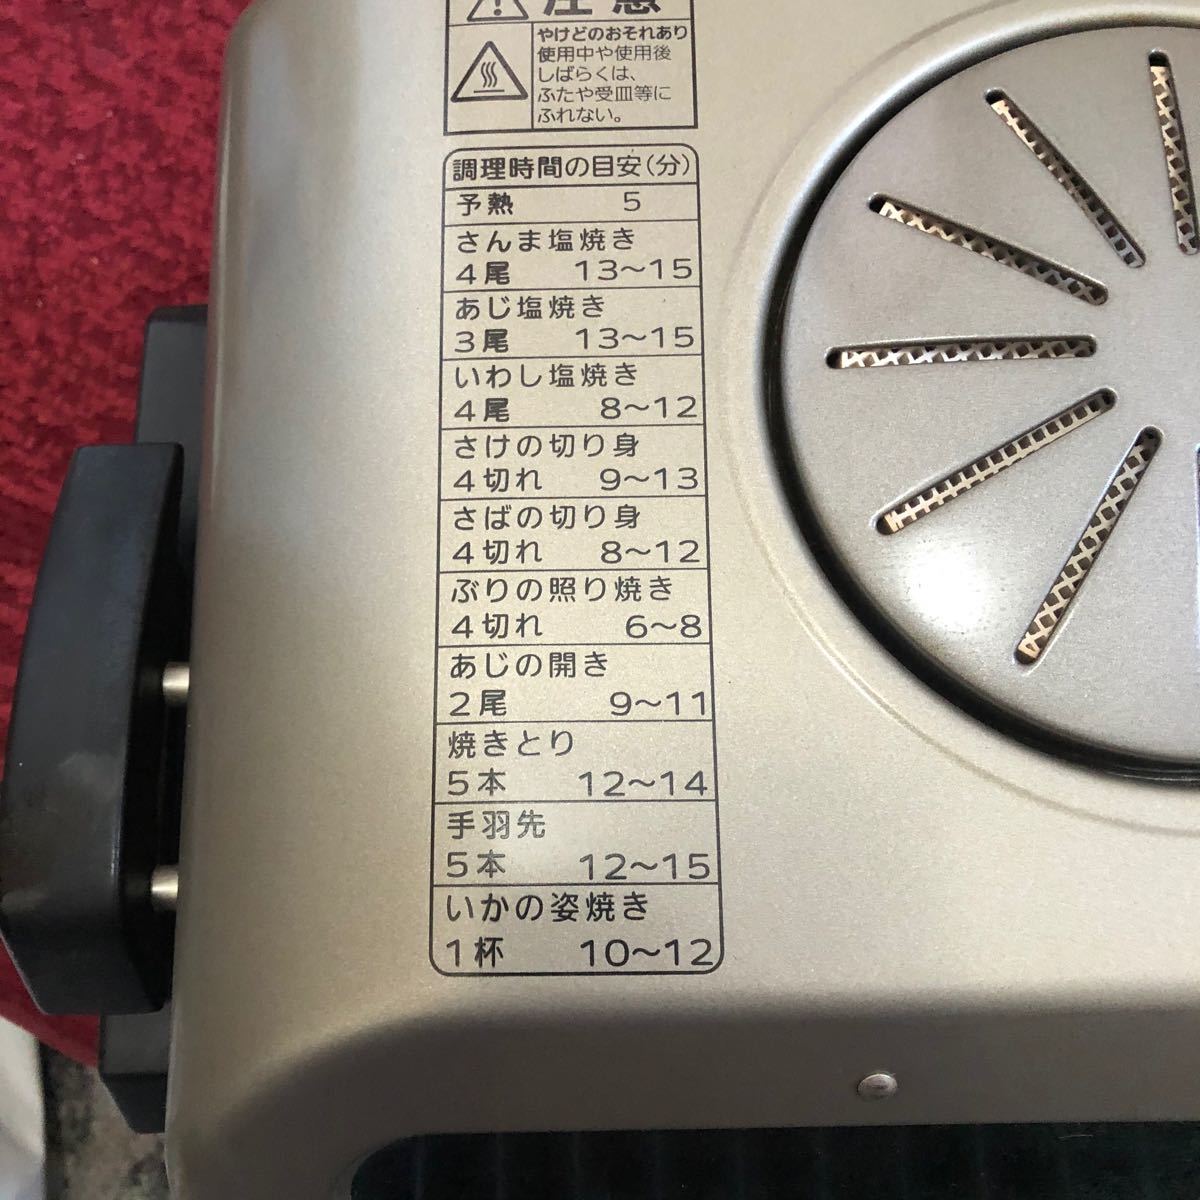 注意
やけどのおそれあり
使用中や使用後
しばらくは、
ふたや受皿等に
ふれない。
調理時間の目安(分)
予熱 5
さんま塩焼き
4尾 13〜15
あじ塩焼き
3尾 13〜15
いわし塩焼き
4尾 8〜12
さけの切り身
4切れ 9〜13
さばの切り身
4切れ 8〜12
ぶりの照り焼き
4切れ 6〜8
あじの開き
2尾 9〜11
焼きとり
5本 12〜14
手羽先
5本 12〜15
いかの姿焼き
1杯 10〜12